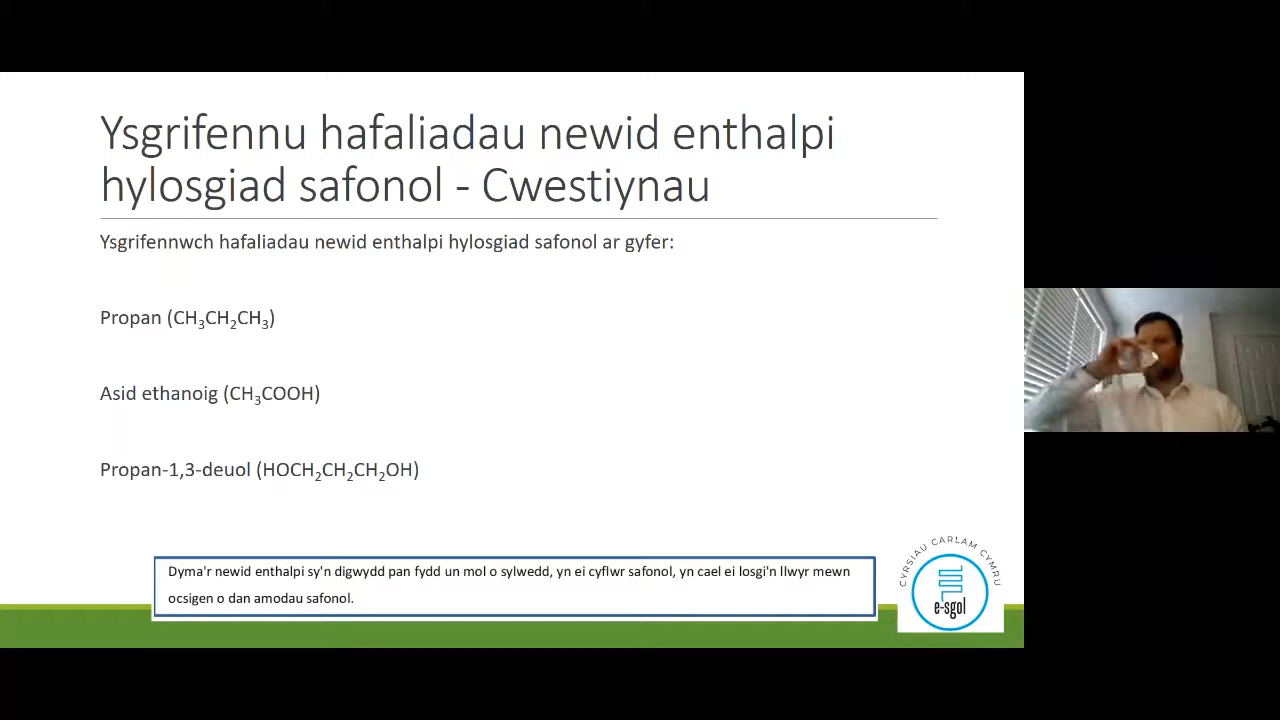 Ysgrifennu hafaliadau newid enthalpi
hylosgiad safonol - Cwestiynau
Ysgrifennwch hafaliadau newid enthalpi hylosgiad safonol ar gyfer:
Propan (CH₃CH₂CH₃)
Asid ethanoig (CH₃COOH)
Propan-1,3-deuol (HOCH₂CH₂CH₂OH)
Dyma'r newid enthalpi sy'n digwydd pan fydd un mol o sylwedd, yn ei cyflwr safonol, yn cael ei losgi'n llwyr mewn
ocsigen o dan amodau safonol.
CYRSIAU CARLAM CYMRU
e-sgol